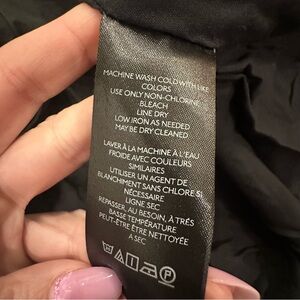 MACHINE WASH COLD WITH LIKE
COLORS
USE ONLY NON-CHLORINE
BLEACH
LINE DRY
LOW IRON AS NEEDED
MAY BE DRY CLEANED
LAVER À LA MACHINE À L'EAU
FROIDE AVEC COULEURS
SIMILAIRES
UTILISER UN AGENT DE
BLANCHIMENT SANS CHLORE SI
NÉCESSAIRE
LIGNE SEC
REPASSER, AU BESOIN, À TRÈS
BASSE TEMPÉRATURE
PEUT-ÊTRE ÊTRE NETTOYÉE
A SEC
P